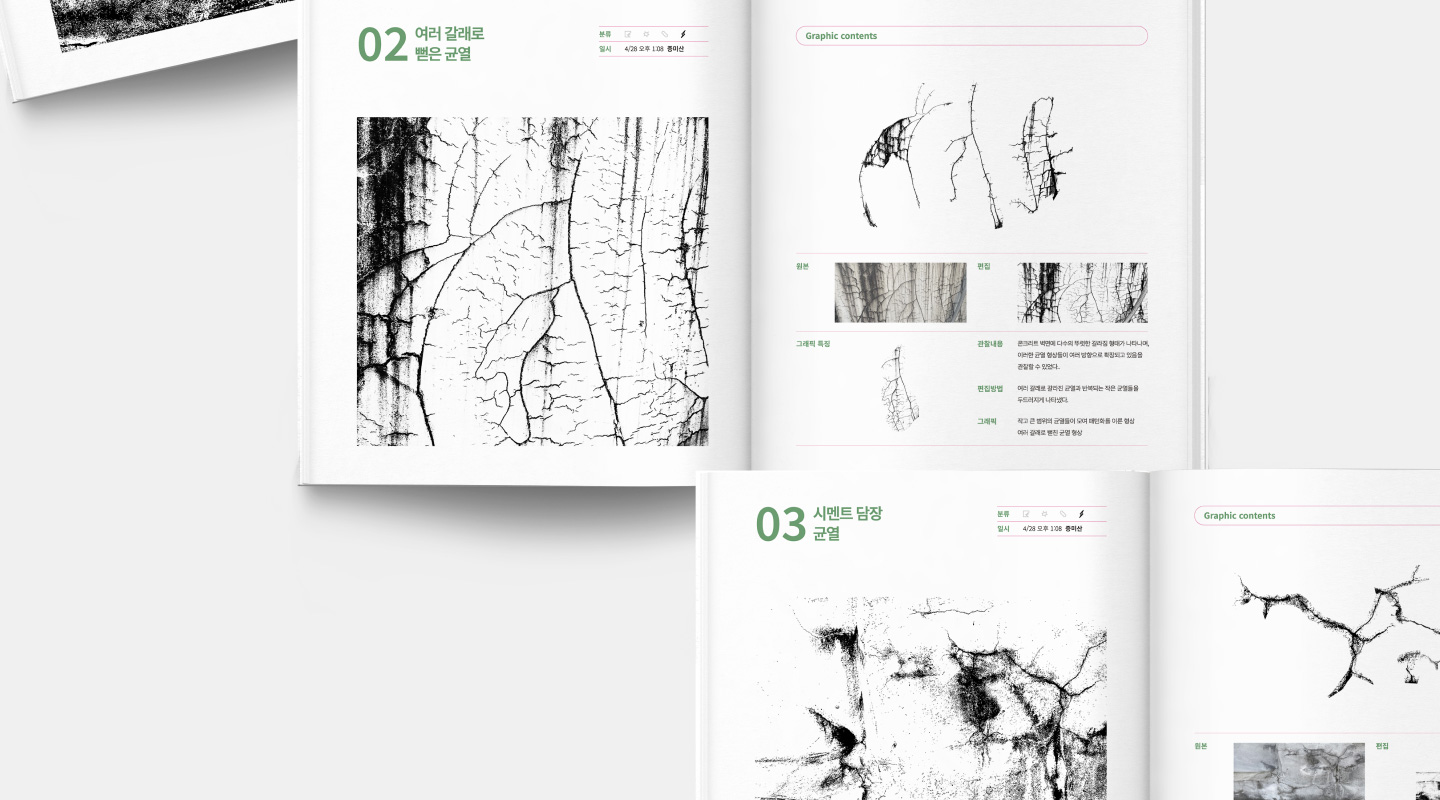 02
여러 갈래로
뻗은 균열
분류
일시 4/28 오후 1:08 중미산
Graphic contents
원본
편집
그래픽 특징
관찰내용
콘크리트 벽면에 다수의 뚜렷한 갈라짐 형태가 나타나며,
이러한 균열 형상들이 여러 방향으로 확장되고 있음을
관찰할 수 있었다.
편집방법
여러 갈래로 갈라진 균열과 반복되는 작은 균열들을
두드러지게 나타냈다.
그래픽
작고 큰 범위의 균열들이 모여 패턴화를 이룬 형상
여러 갈래로 뻗친 균열 형상
03
시멘트 담장
균열
분류
일시 4/28 오후 1:08 중미산
Graphic contents
원본
편집